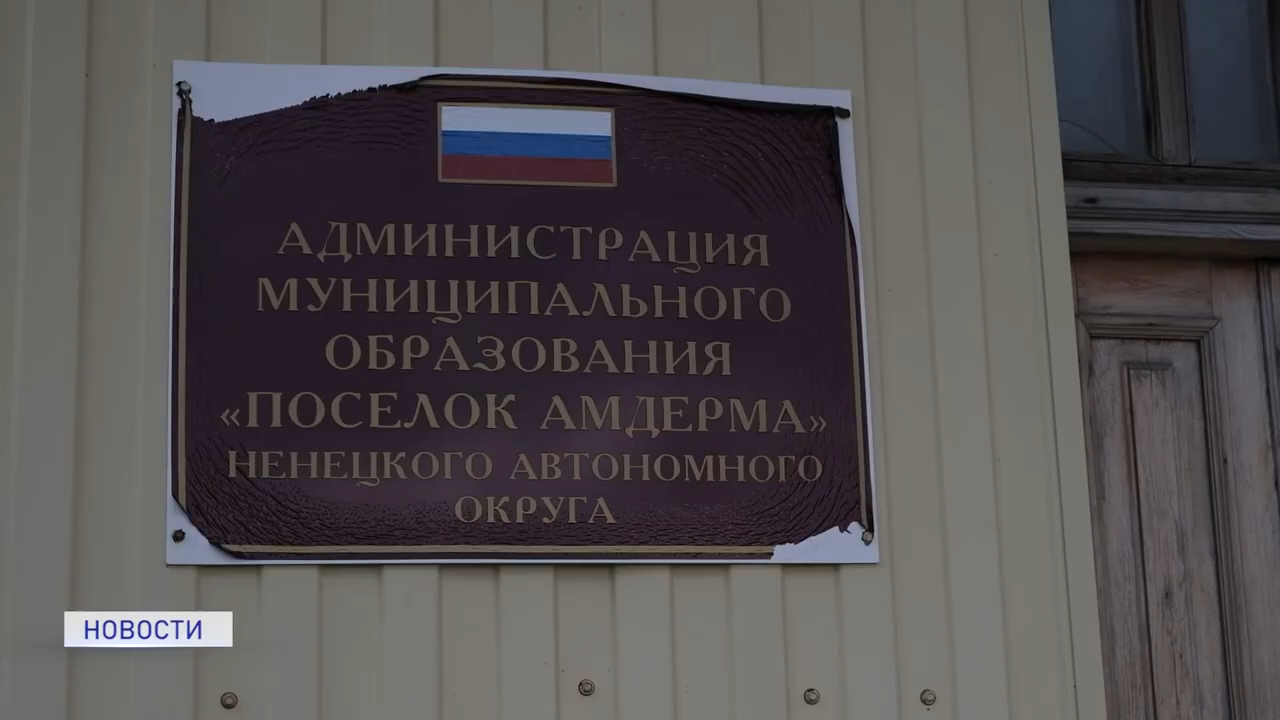 АДМИНИСТРАЦИЯ
МУНИЦИПАЛЬНОГО
ОБРАЗОВАНИЯ
«ПОСЕЛОК АМДЕРМА»
НЕНЕЦКОГО АВТОНОМНОГО
ОКРУГА
НОВОСТИ